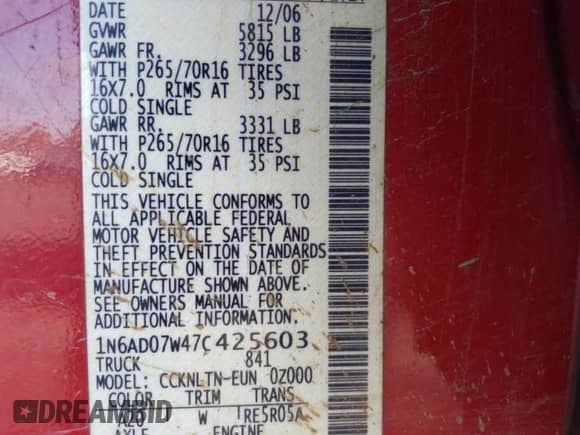 DATE 12/06
GVWR 5815 LB
GAWR FR. 3296 LB
WITH P265/70R16 TIRES
16X7.0 RIMS AT 35 PSI
COLD SINGLE
GAWR RR. 3331 LB
WITH P265/70R16 TIRES
16X7.0 RIMS AT 35 PSI
COLD SINGLE
THIS VEHICLE CONFORMS TO
ALL APPLICABLE FEDERAL
MOTOR VEHICLE SAFETY AND
THEFT PREVENTION STANDARDS
IN EFFECT ON THE DATE OF
MANUFACTURE SHOWN ABOVE.
SEE OWNERS MANUAL FOR
ADDITIONAL INFORMATION.
1N6AD07W47C425603
TRUCK 841
MODEL: CCKNLTN-EUN 0Z000
COLOR TRIM TRANS
A20 W RE5R05A
AXLE ENGINE
DREAMBID